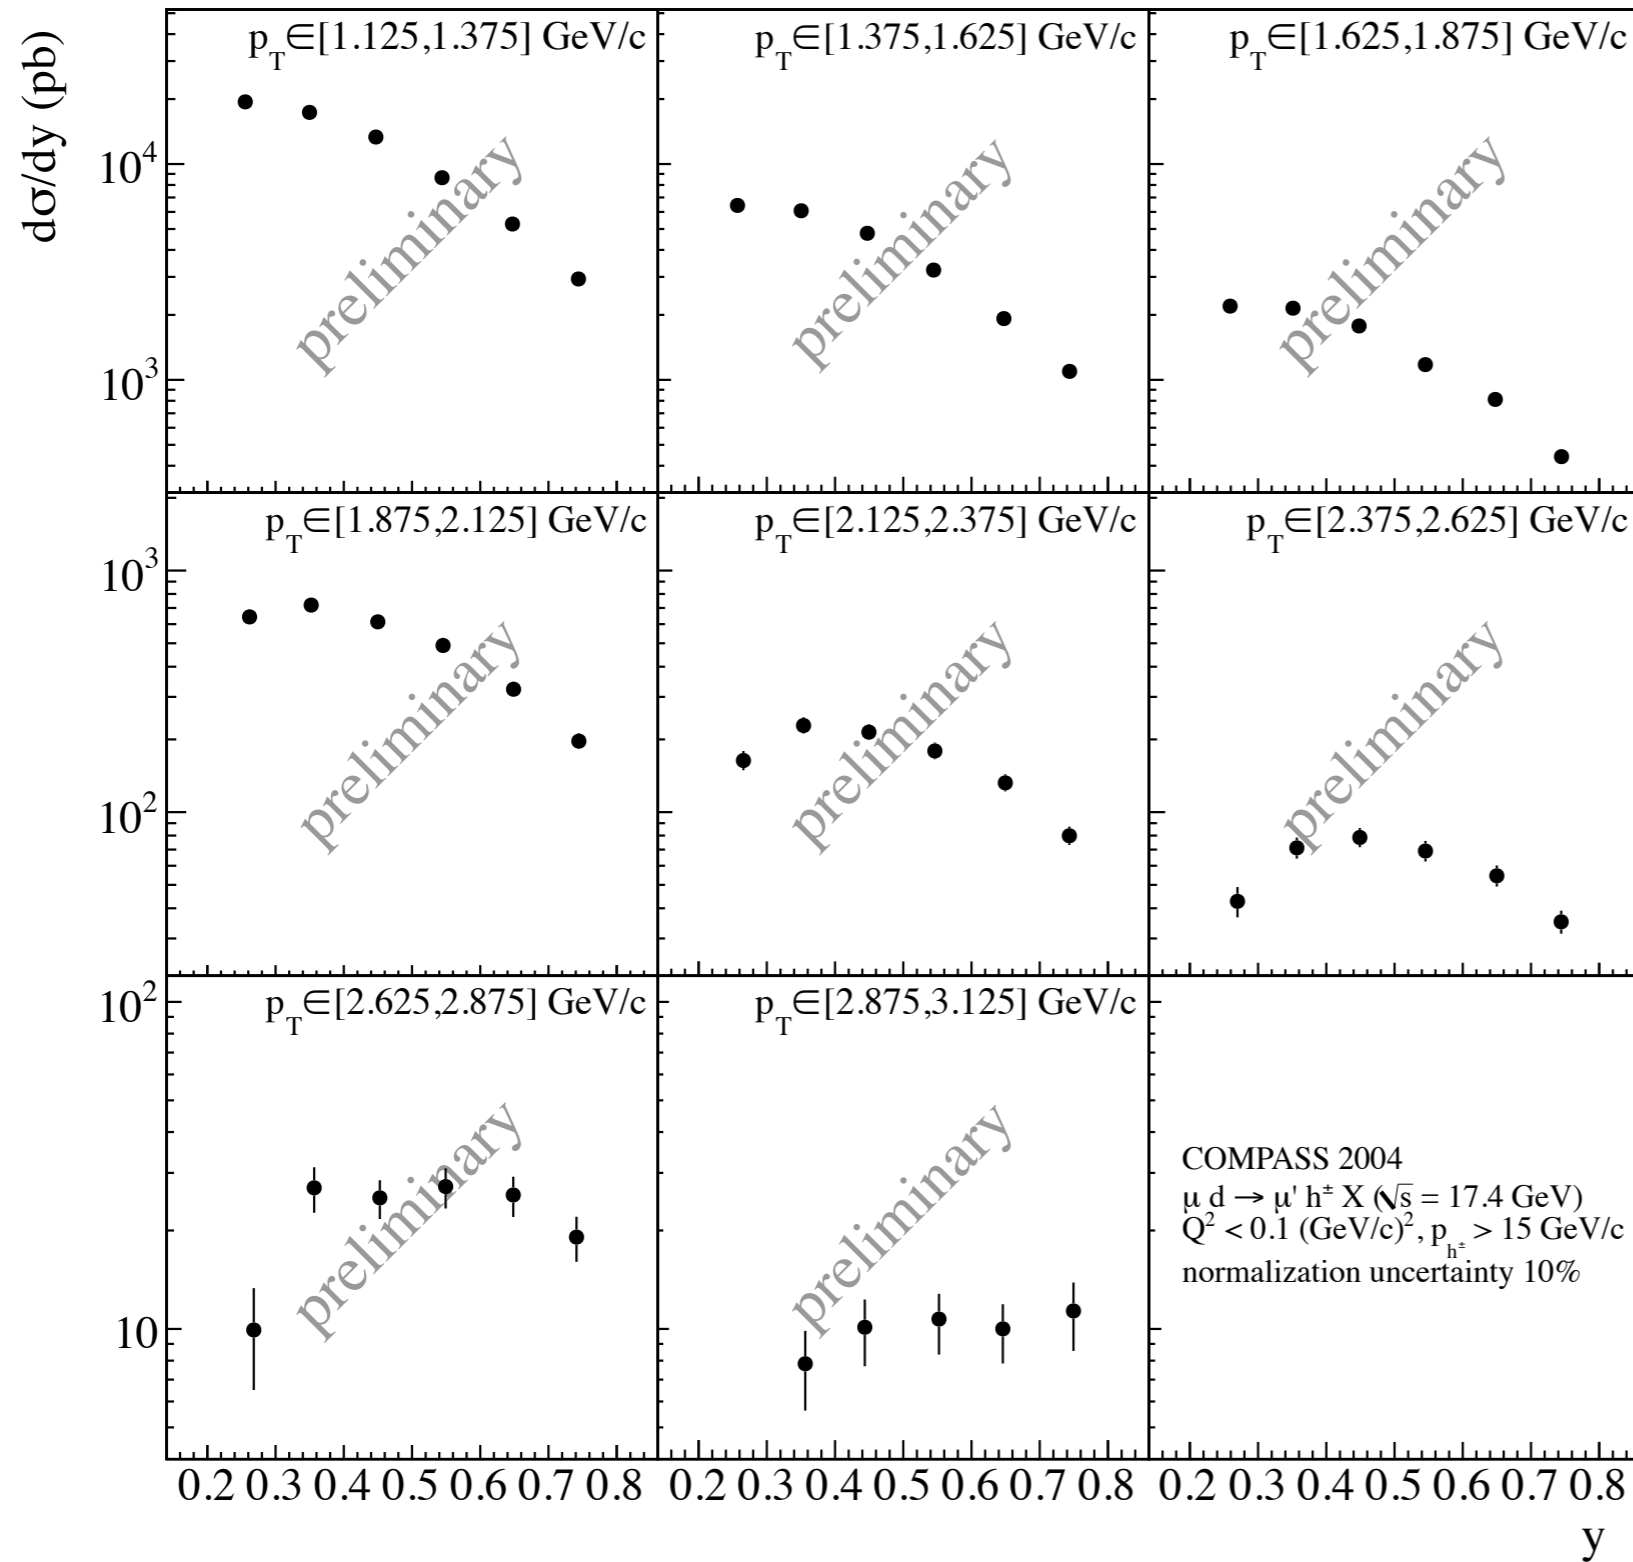 dσ/dy (pb)
p_T∈[1.125,1.375] GeV/c
p_T∈[1.375,1.625] GeV/c
p_T∈[1.625,1.875] GeV/c
10^4
10^3
preliminary
preliminary
preliminary
p_T∈[1.875,2.125] GeV/c
p_T∈[2.125,2.375] GeV/c
p_T∈[2.375,2.625] GeV/c
10^3
10^2
preliminary
preliminary
preliminary
p_T∈[2.625,2.875] GeV/c
p_T∈[2.875,3.125] GeV/c
10^2
10
preliminary
preliminary
COMPASS 2004
μ d → μ' h^± X (√s = 17.4 GeV)
Q² < 0.1 (GeV/c)², p_h^± > 15 GeV/c
normalization uncertainty 10%
0.2 0.3 0.4 0.5 0.6 0.7 0.8
0.2 0.3 0.4 0.5 0.6 0.7 0.8
0.2 0.3 0.4 0.5 0.6 0.7 0.8
y